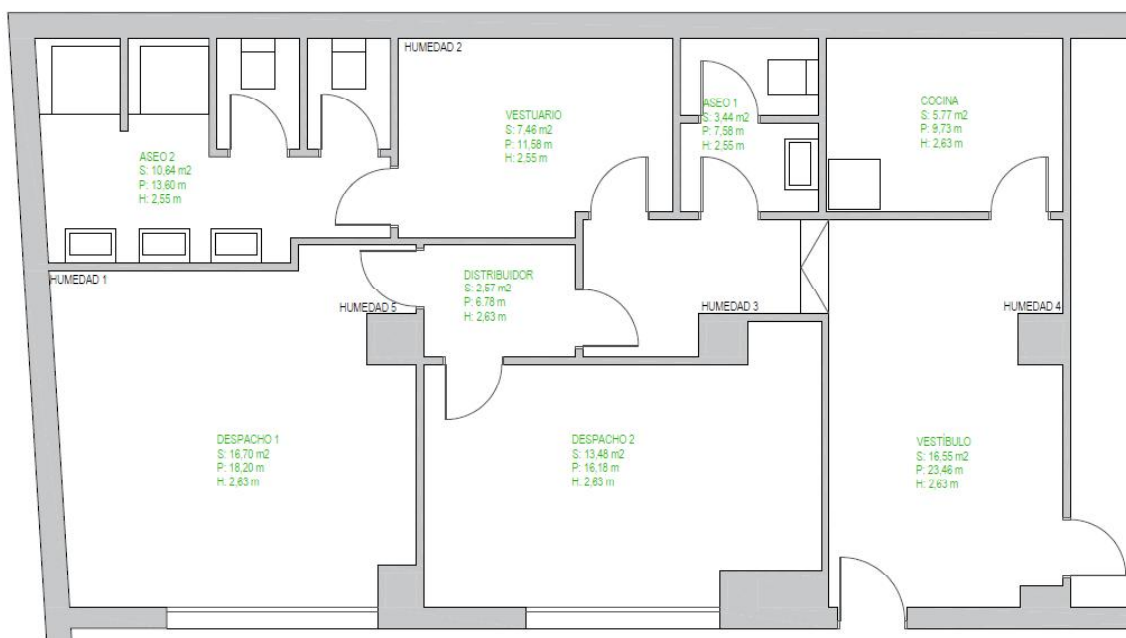 HUMEDAD 2
VESTUARIO
S: 7,46 m2
P: 11,58 m
H: 2,55 m
ASEO 1
S: 3,44 m2
P: 7,58 m
H: 2,55 m
COCINA
S: 5,77 m2
P: 9,73 m
H: 2,63 m
ASEO 2
S: 10,64 m2
P: 13,60 m
H: 2,55 m
HUMEDAD 1
DISTRIBUIDOR
S: 2,57 m2
P: 6,78 m
H: 2,63 m
HUMEDAD 5
HUMEDAD 3
HUMEDAD 4
DESPACHO 1
S: 16,70 m2
P: 18,20 m
H: 2,63 m
DESPACHO 2
S: 13,48 m2
P: 16,18 m
H: 2,63 m
VESTÍBULO
S: 16,55 m2
P: 23,46 m
H: 2,63 m